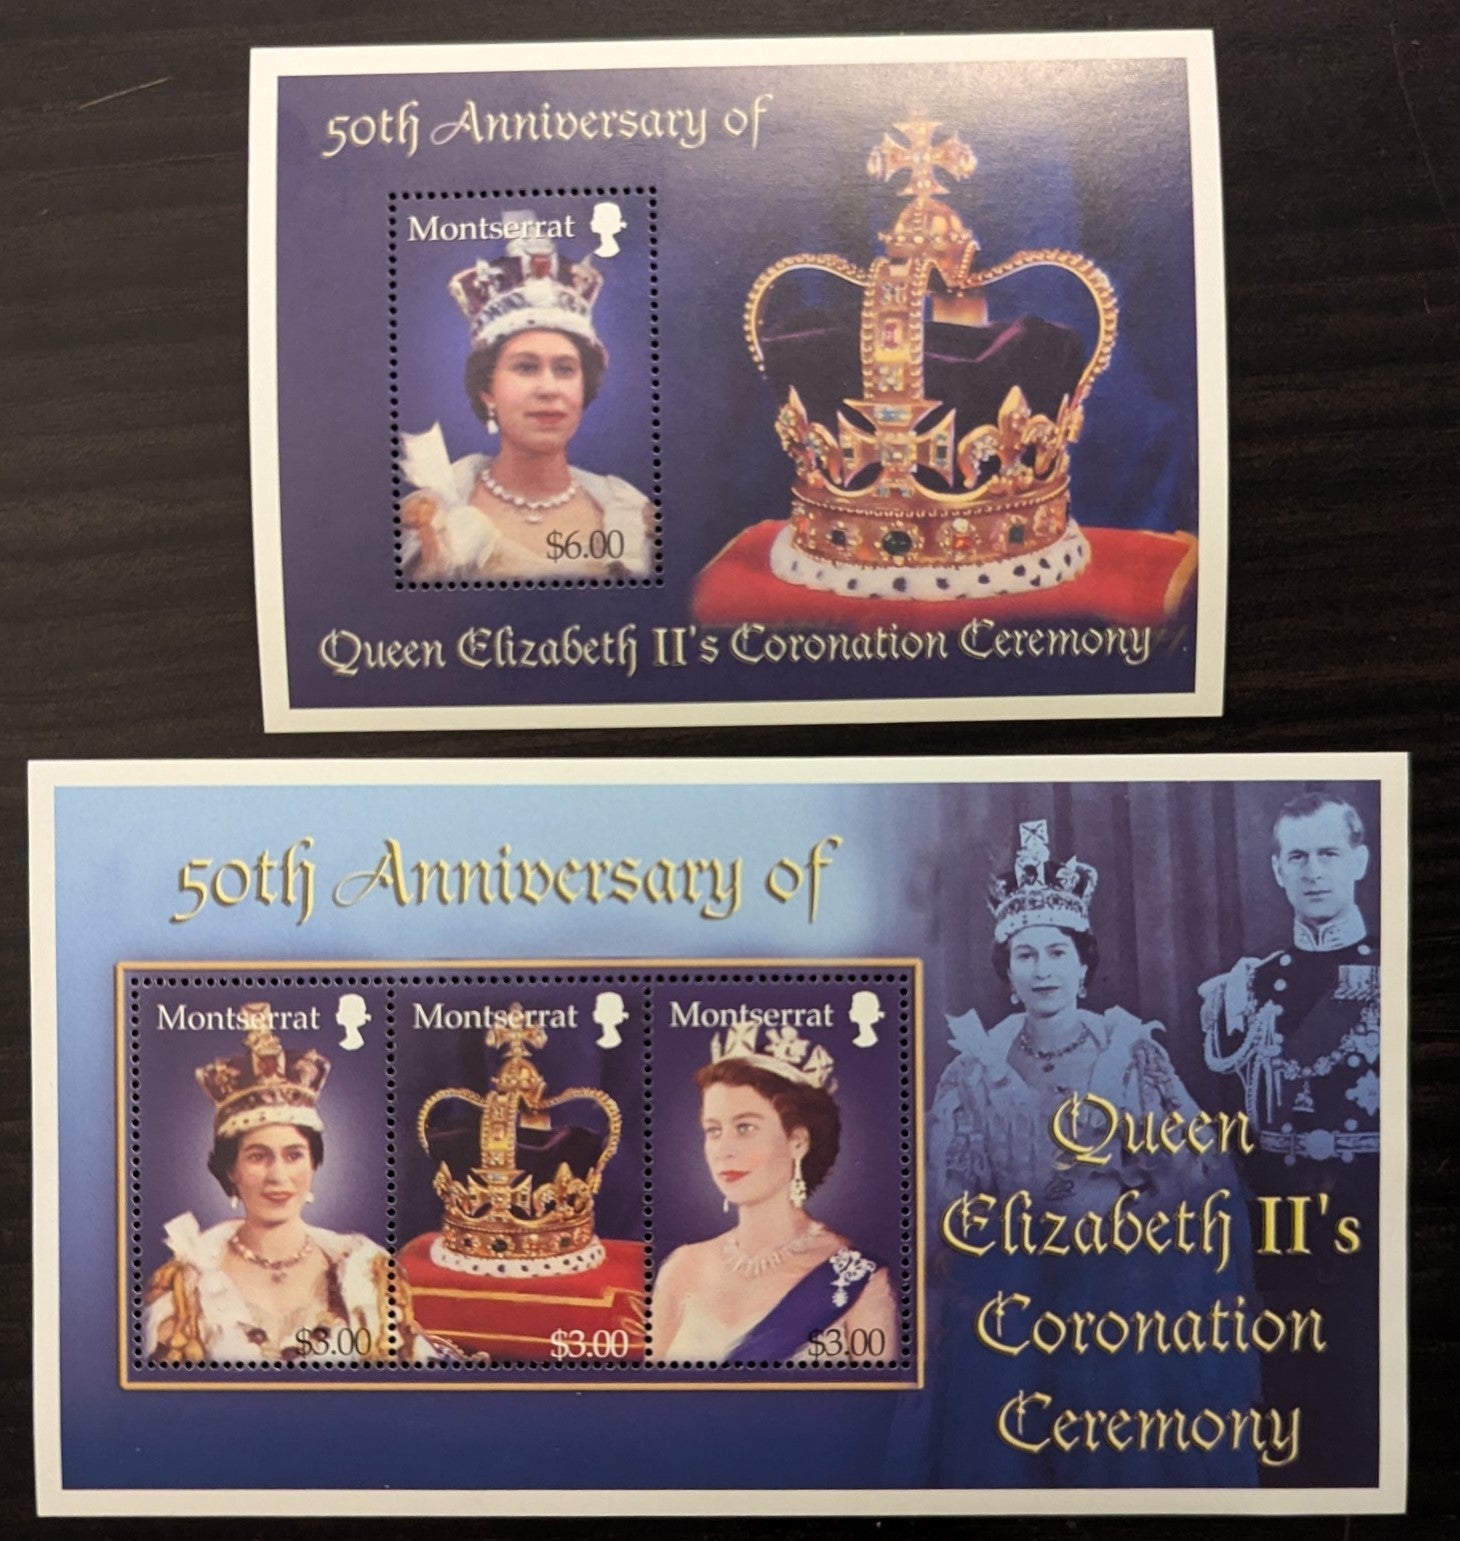 50th Anniversary of
Montserrat
$6.00
Queen Elizabeth II's Coronation Ceremony
50th Anniversary of
Montserrat
Montserrat
Montserrat
$3.00
$3.00
$3.00
Queen
Elizabeth II's
Coronation
Ceremony